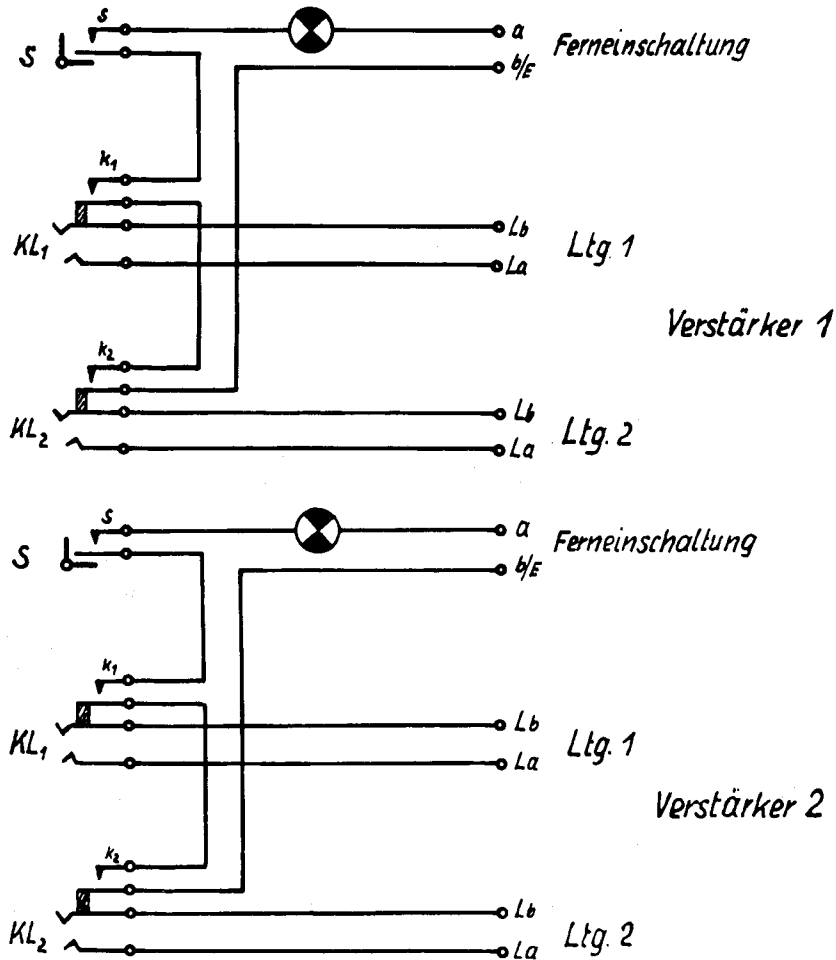 s a
S b/E Ferneinschaltung
k1
Lb
KL1 La Ltg. 1
Verstärker 1
k2
Lb
KL2 La Ltg. 2
s a
S b/E Ferneinschaltung
k1
Lb
KL1 La Ltg. 1
Verstärker 2
k2
Lb
KL2 La Ltg. 2